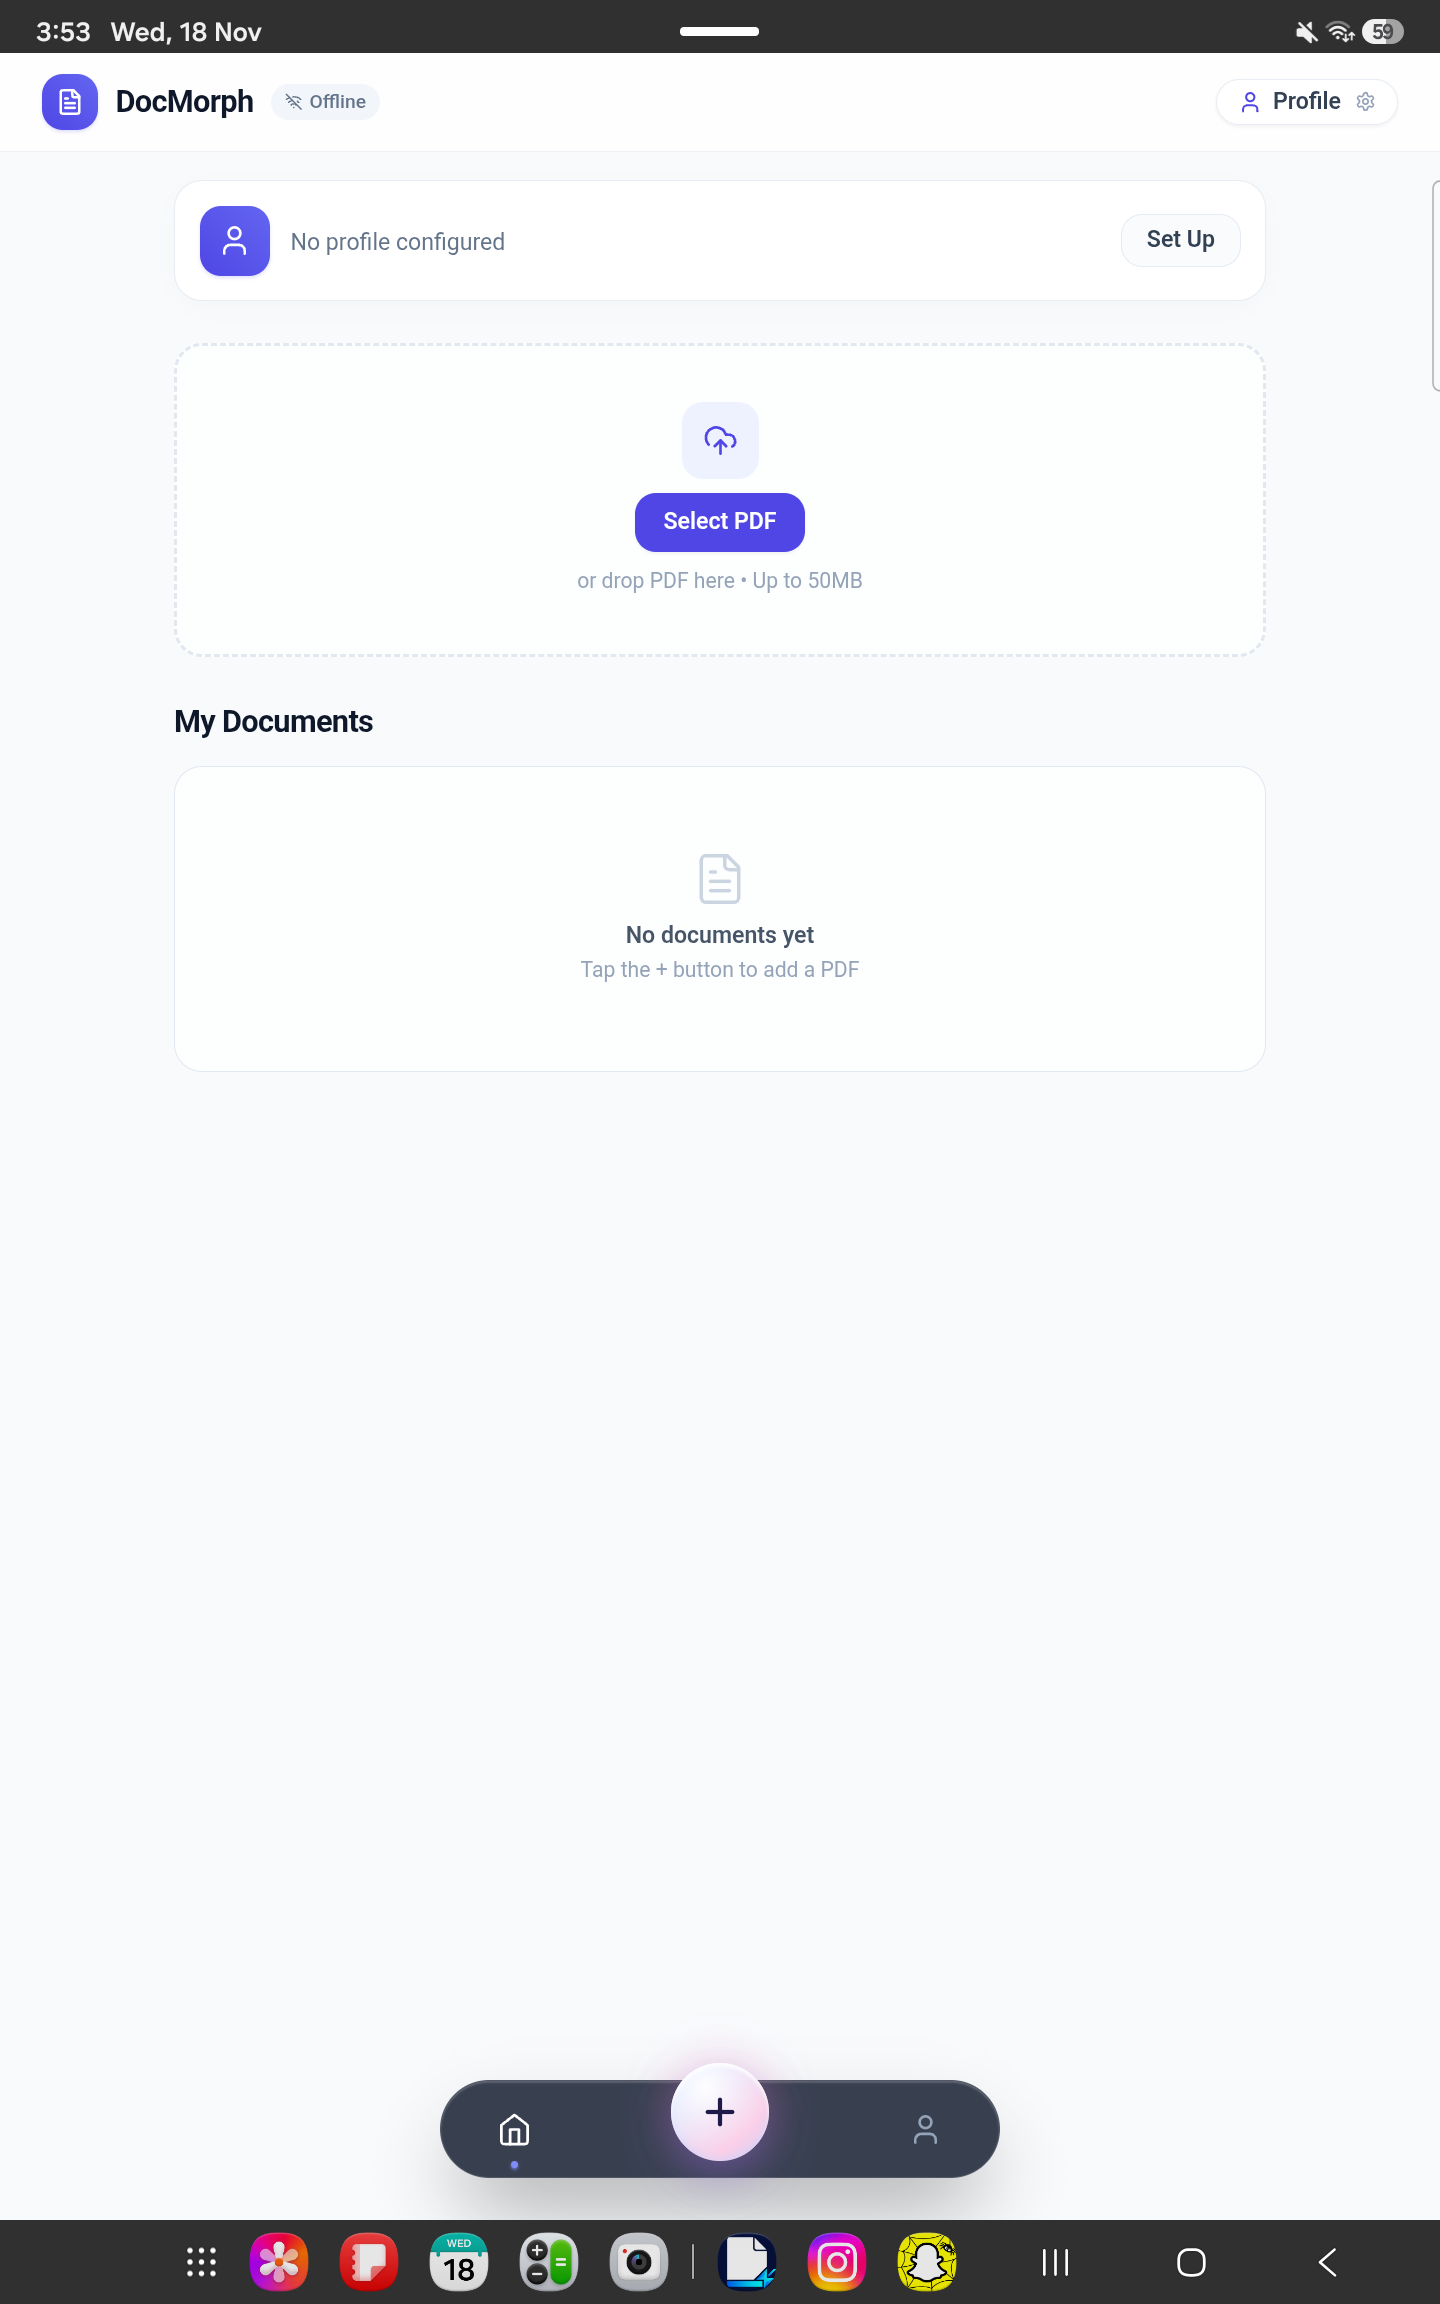 3:53 Wed, 18 Nov
59
DocMorph
Offline
Profile
No profile configured
Set Up
Select PDF
or drop PDF here • Up to 50MB
My Documents
No documents yet
Tap the + button to add a PDF
WED
18